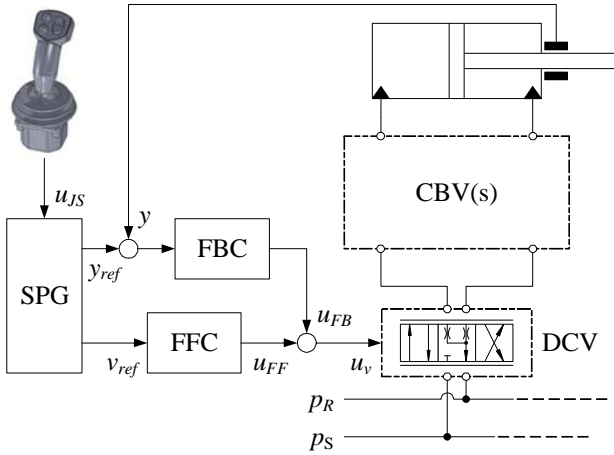 CBV(s)
u_JS
y
SPG
y_ref
FBC
u_FB
DCV
v_ref
FFC
u_FF
u_v
p_R
p_S